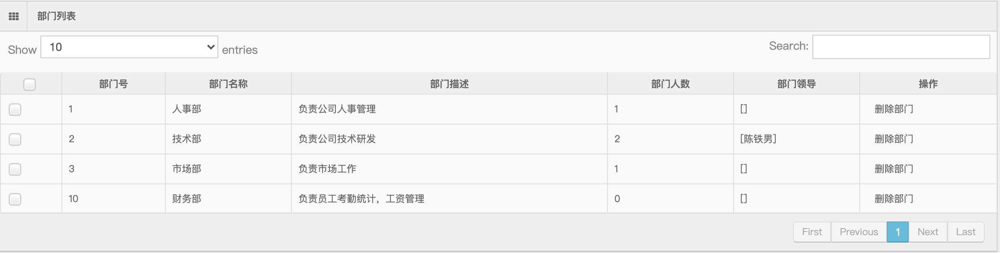 部门列表
Show 10 entries Search:
部门号 部门名称 部门描述 部门人数 部门领导 操作
1 人事部 负责公司人事管理 1 [] 删除部门
2 技术部 负责公司技术研发 2 [陈铁男] 删除部门
3 市场部 负责市场工作 1 [] 删除部门
10 财务部 负责员工考勤统计，工资管理 0 [] 删除部门
First Previous 1 Next Last